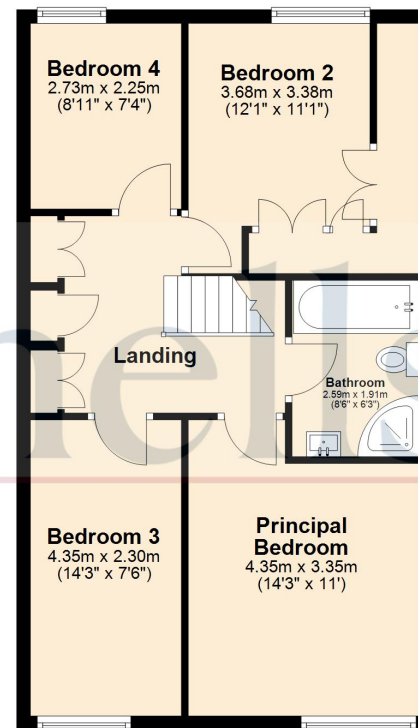 Bedroom 4
2.73m x 2.25m
(8'11" x 7'4")
Bedroom 2
3.68m x 3.38m
(12'1" x 11'1")
Landing
Bathroom
2.59m x 1.91m
(8'6" x 6'3")
Bedroom 3
4.35m x 2.30m
(14'3" x 7'6")
Principal
Bedroom
4.35m x 3.35m
(14'3" x 11')